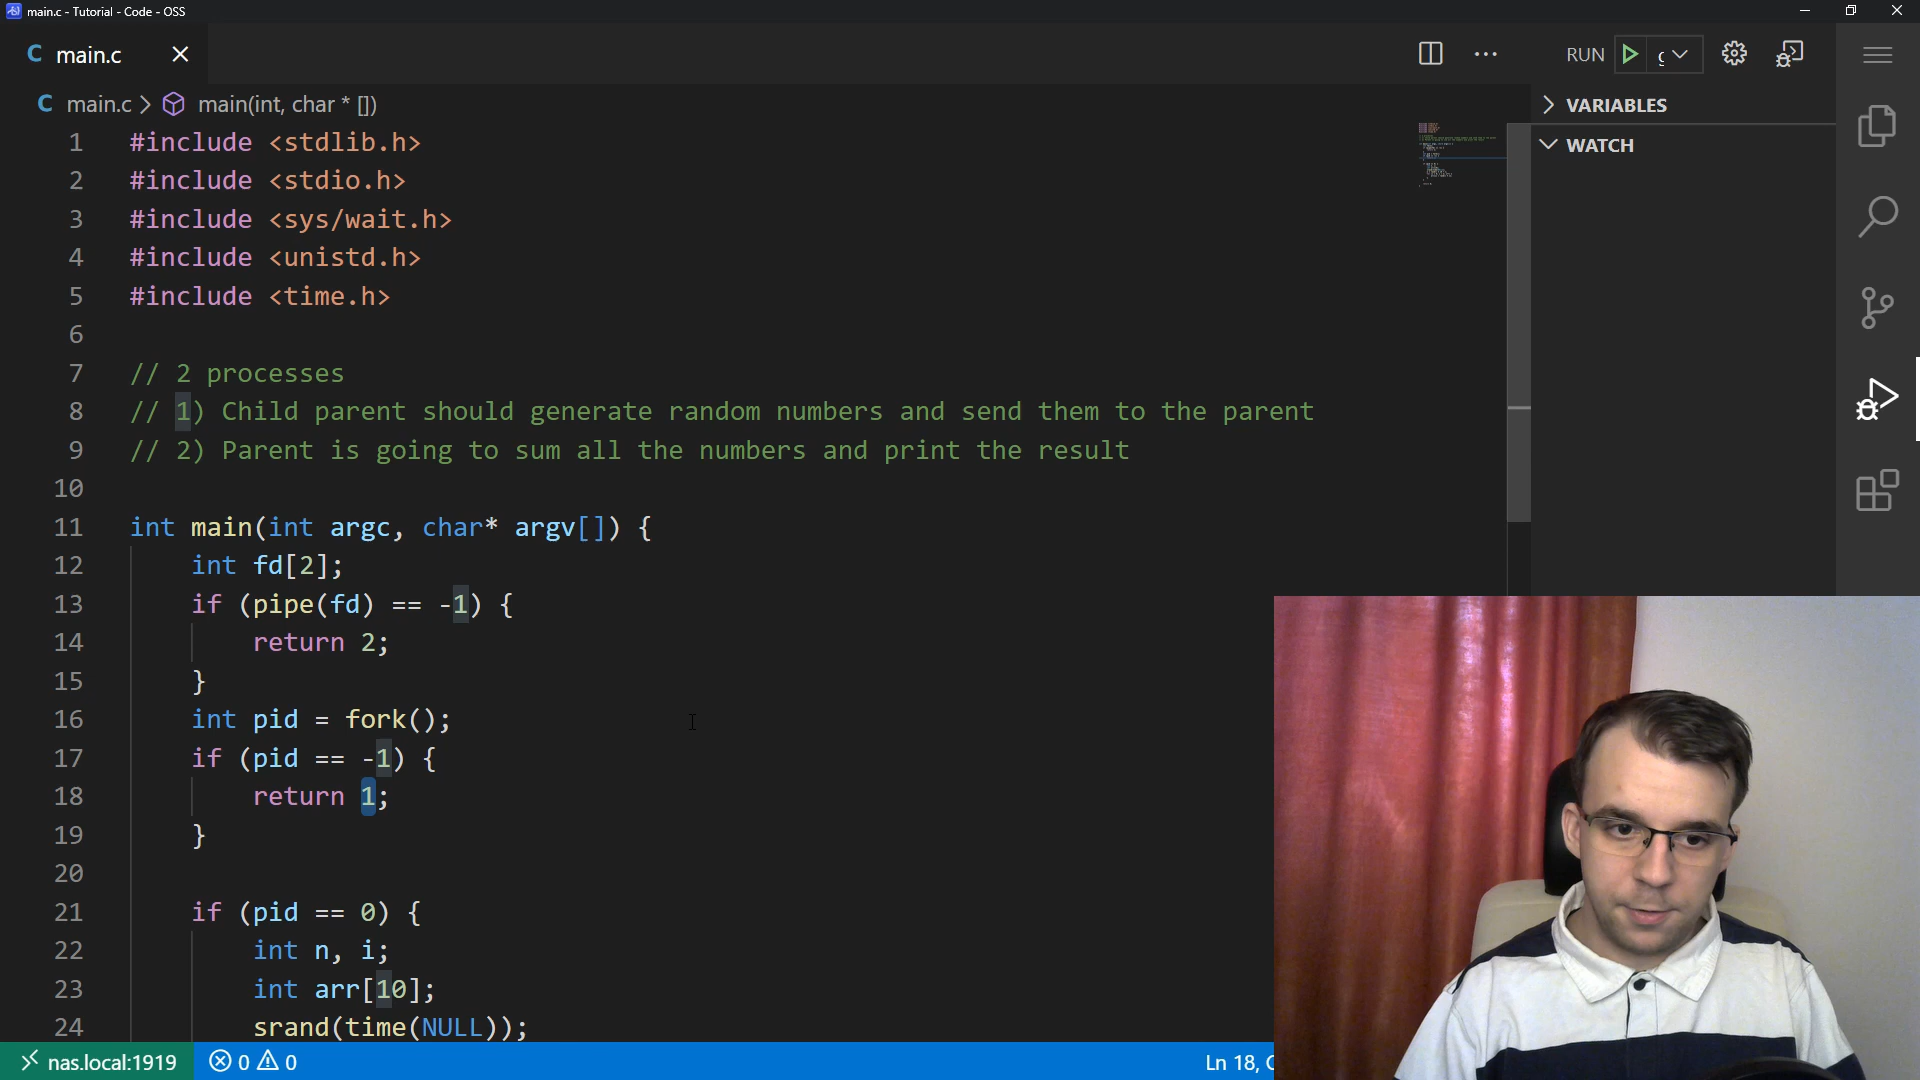 main.c - Tutorial - Code - OSS
main.c
RUN
main.c > main(int, char * [])
VARIABLES
WATCH
1 #include <stdlib.h>
2 #include <stdio.h>
3 #include <sys/wait.h>
4 #include <unistd.h>
5 #include <time.h>
6
7 // 2 processes
8 // 1) Child parent should generate random numbers and send them to the parent
9 // 2) Parent is going to sum all the numbers and print the result
10
11 int main(int argc, char* argv[]) {
12 int fd[2];
13 if (pipe(fd) == -1) {
14 return 2;
15 }
16 int pid = fork();
17 if (pid == -1) {
18 return 1;
19 }
20
21 if (pid == 0) {
22 int n, i;
23 int arr[10];
24 srand(time(NULL));
nas.local:1919 0 0
Ln 18,